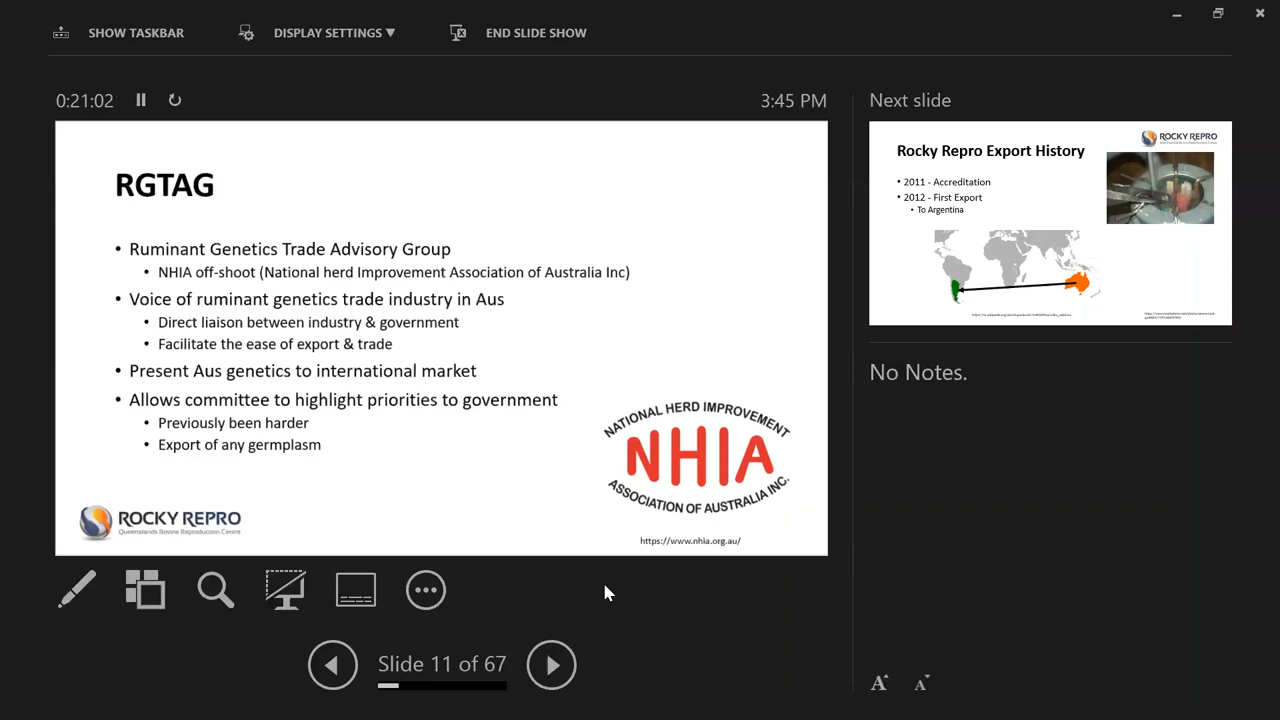 SHOW TASKBAR
DISPLAY SETTINGS ▼
END SLIDE SHOW
0:21:02
3:45 PM
RGTAG
• Ruminant Genetics Trade Advisory Group
• NHIA off-shoot (National herd Improvement Association of Australia Inc)
• Voice of ruminant genetics trade industry in Aus
• Direct liaison between industry & government
• Facilitate the ease of export & trade
• Present Aus genetics to international market
• Allows committee to highlight priorities to government
• Previously been harder
• Export of any germplasm
NATIONAL HERD IMPROVEMENT
NHIA
ASSOCIATION OF AUSTRALIA INC.
https://www.nhia.org.au/
ROCKY REPRO
Queenslands Bovine Reproduction Centre
Slide 11 of 67
Next slide
ROCKY REPRO
Rocky Repro Export History
• 2011 - Accreditation
• 2012 - First Export
• To Argentina
No Notes.
A A